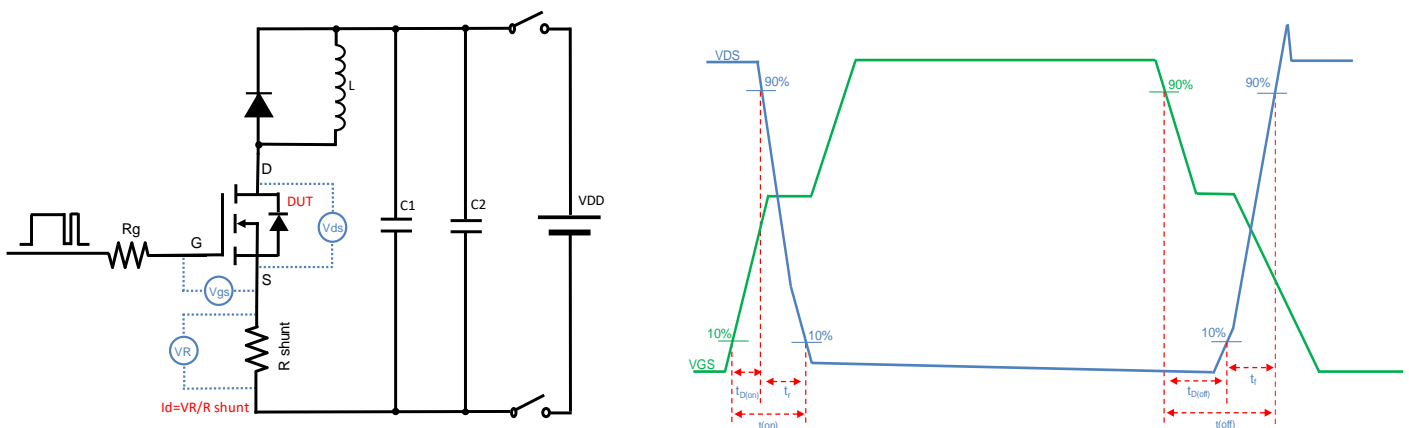 L
D
DUT
Rg
G
Vds
C1
C2
VDD
S
Vgs
VR
R shunt
Id=VR/R shunt
VDS
90%
90%
90%
10%
10%
10%
VGS
tD(on)
tr
t(on)
tD(off)
tf
t(off)